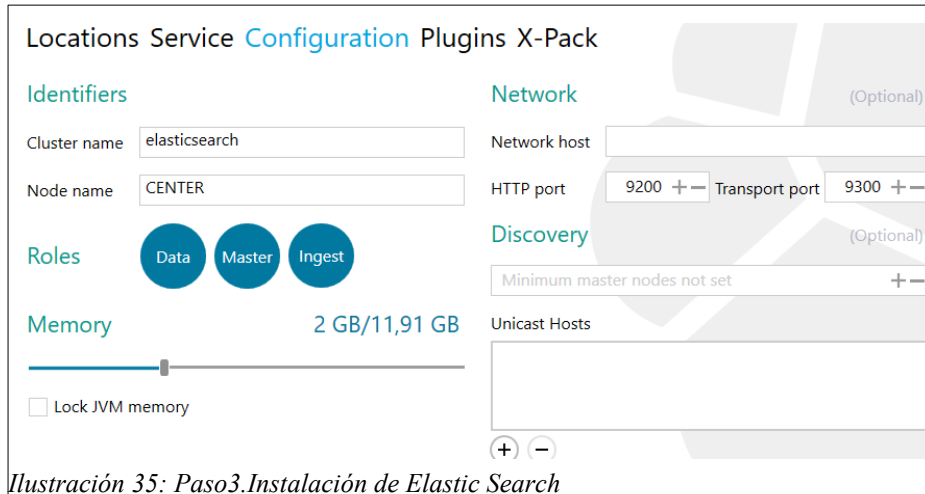 Locations Service Configuration Plugins X-Pack
Identifiers
Cluster name elasticsearch
Node name CENTER
Roles Data Master Ingest
Memory 2 GB/11,91 GB
Lock JVM memory
Network (Optional)
Network host
HTTP port 9200 Transport port 9300
Discovery (Optional)
Minimum master nodes not set
Unicast Hosts
Ilustración 35: Paso3.Instalación de Elastic Search